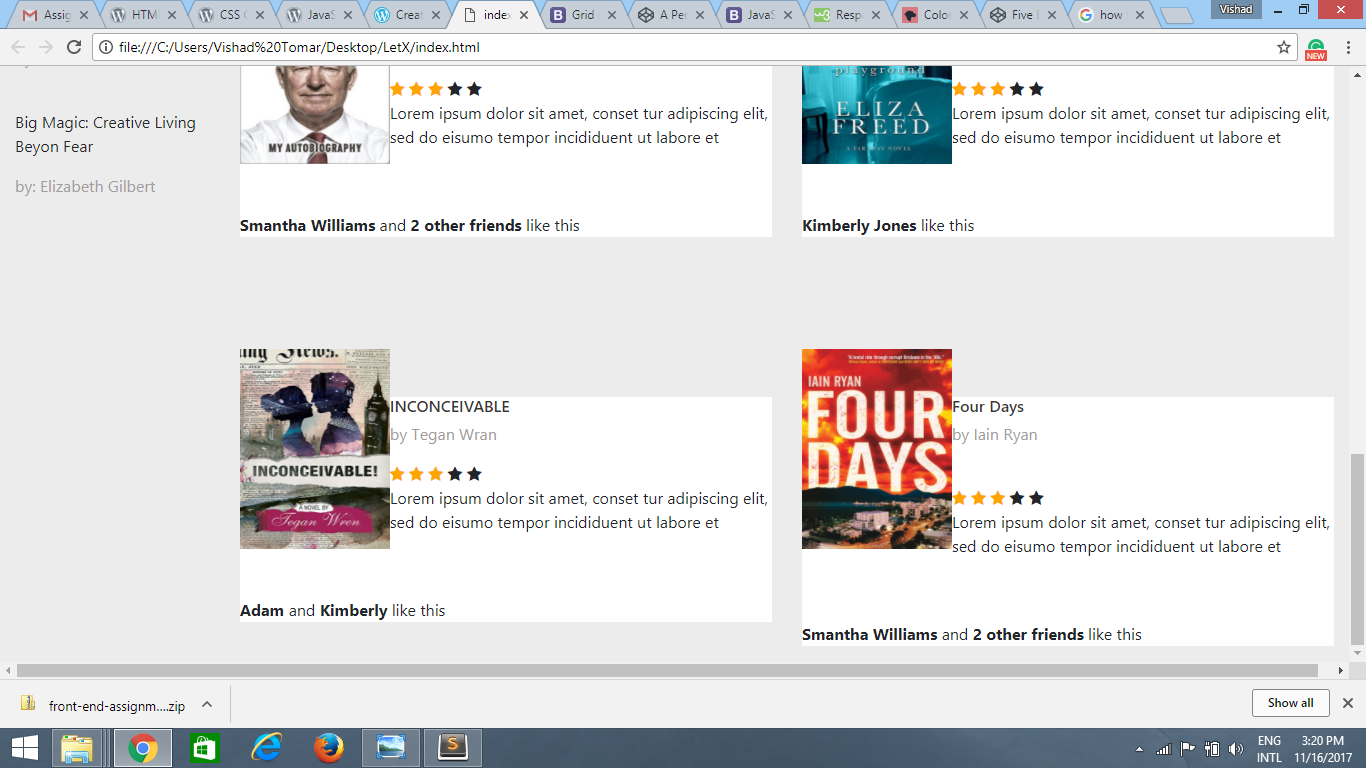 Assig
HTM
CSS
JavaS
Creat
index
Grid
A Pe
JavaS
Resp
Color
Five
how
Vishad
file:///C:/Users/Vishad%20Tomar/Desktop/LetX/index.html
NEW
Big Magic: Creative Living
Beyon Fear
by: Elizabeth Gilbert
MY AUTOBIOGRAPHY
Lorem ipsum dolor sit amet, conset tur adipiscing elit,
sed do eisumo tempor incididuent ut labore et
Smantha Williams and 2 other friends like this
playground
ELIZA
FREED
A FAR AWAY NOVEL
Lorem ipsum dolor sit amet, conset tur adipiscing elit,
sed do eisumo tempor incididuent ut labore et
Kimberly Jones like this
INCONCEIVABLE!
A NOVEL BY
Tegan Wren
INCONCEIVABLE
by Tegan Wran
Lorem ipsum dolor sit amet, conset tur adipiscing elit,
sed do eisumo tempor incididuent ut labore et
Adam and Kimberly like this
IAIN RYAN
FOUR
DAYS
Four Days
by Iain Ryan
Lorem ipsum dolor sit amet, conset tur adipiscing elit,
sed do eisumo tempor incididuent ut labore et
Smantha Williams and 2 other friends like this
front-end-assignm....zip
Show all
ENG
INTL
3:20 PM
11/16/2017